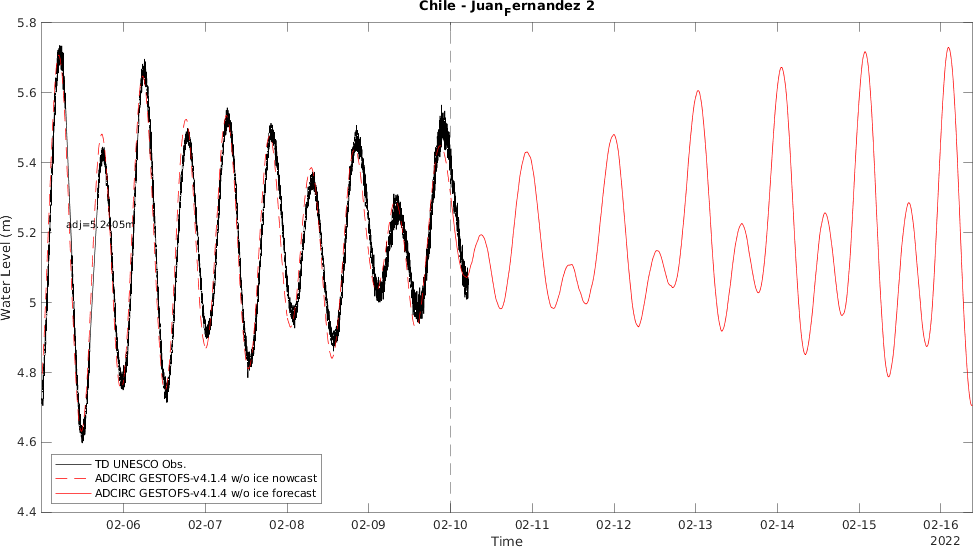 Chile - Juan_Fernandez 2
5.8
5.6
5.4
5.2
5
4.8
4.6
4.4
Water Level (m)
adj=5.2405m
TD UNESCO Obs.
ADCIRC GESTOFS-v4.1.4 w/o ice nowcast
ADCIRC GESTOFS-v4.1.4 w/o ice forecast
02-06 02-07 02-08 02-09 02-10 02-11 02-12 02-13 02-14 02-15 02-16
Time
2022